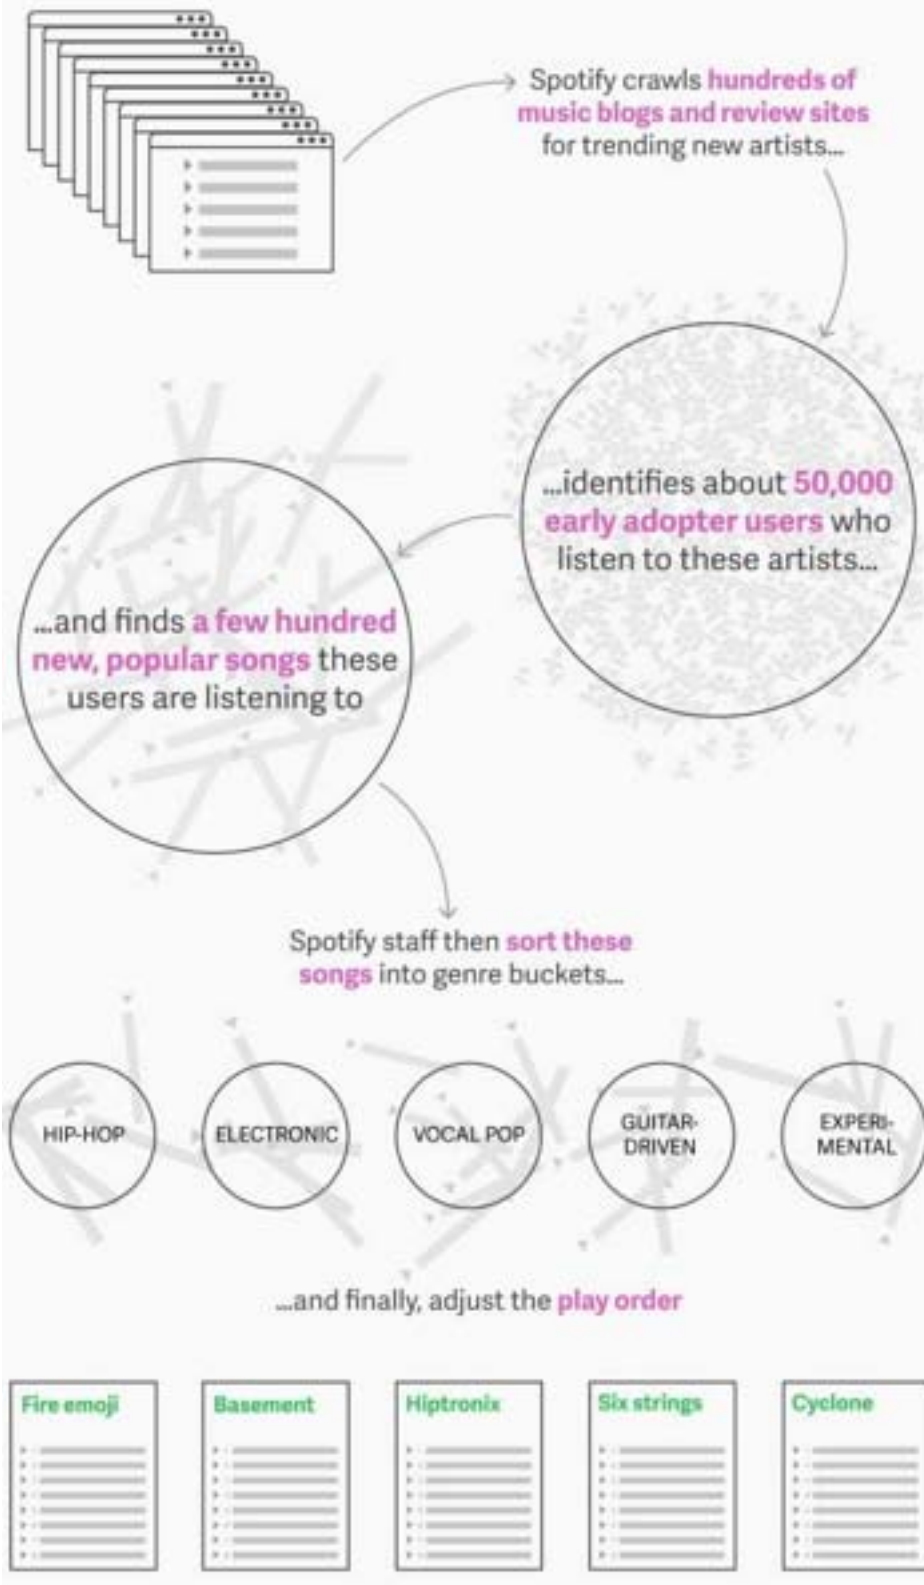 Spotify crawls hundreds of
music blogs and review sites
for trending new artists...
...identifies about 50,000
early adopter users who
listen to these artists...
...and finds a few hundred
new, popular songs these
users are listening to
Spotify staff then sort these
songs into genre buckets...
HIP-HOP
ELECTRONIC
VOCAL POP
GUITAR-
DRIVEN
EXPERI-
MENTAL
...and finally, adjust the play order
Fire emoji
Basement
Hiptronix
Six strings
Cyclone